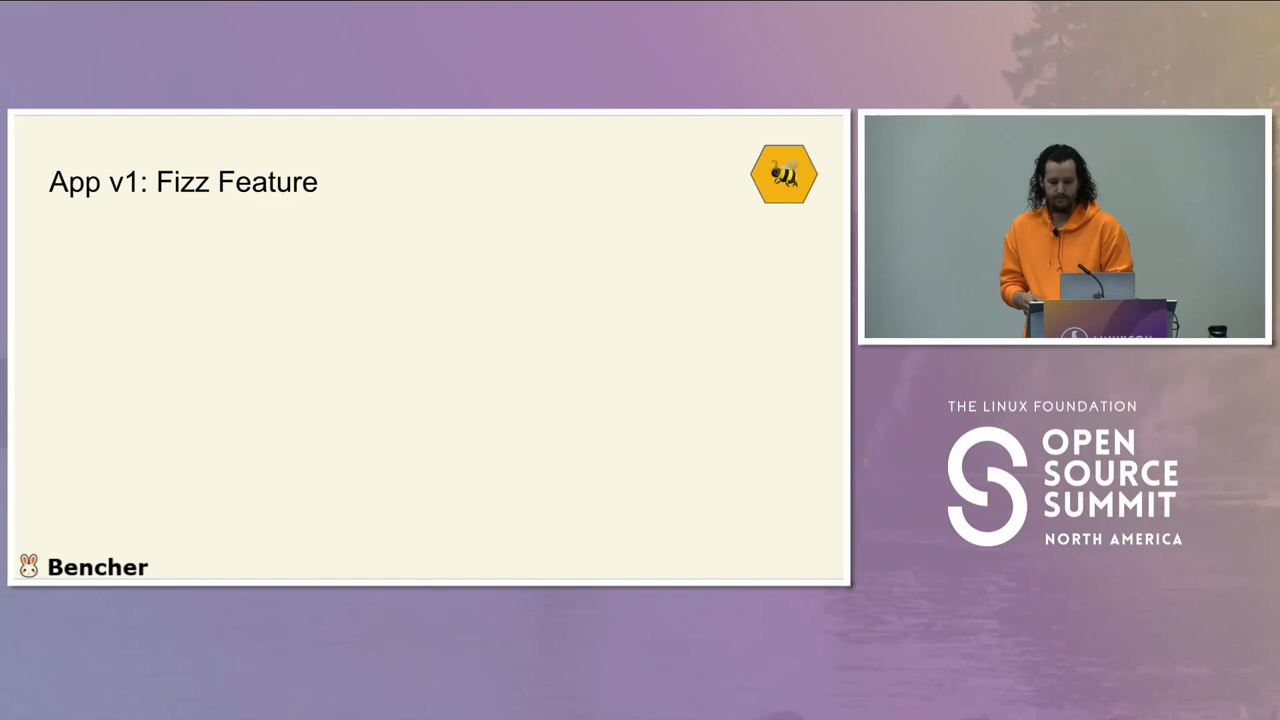 App v1: Fizz Feature
Bencher
THE LINUX FOUNDATION
OPEN
SOURCE
SUMMIT
NORTH AMERICA